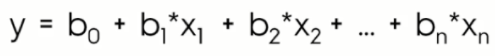 y = b₀ + b₁*x₁ + b₂*x₂ + ... + bₙ*xₙ